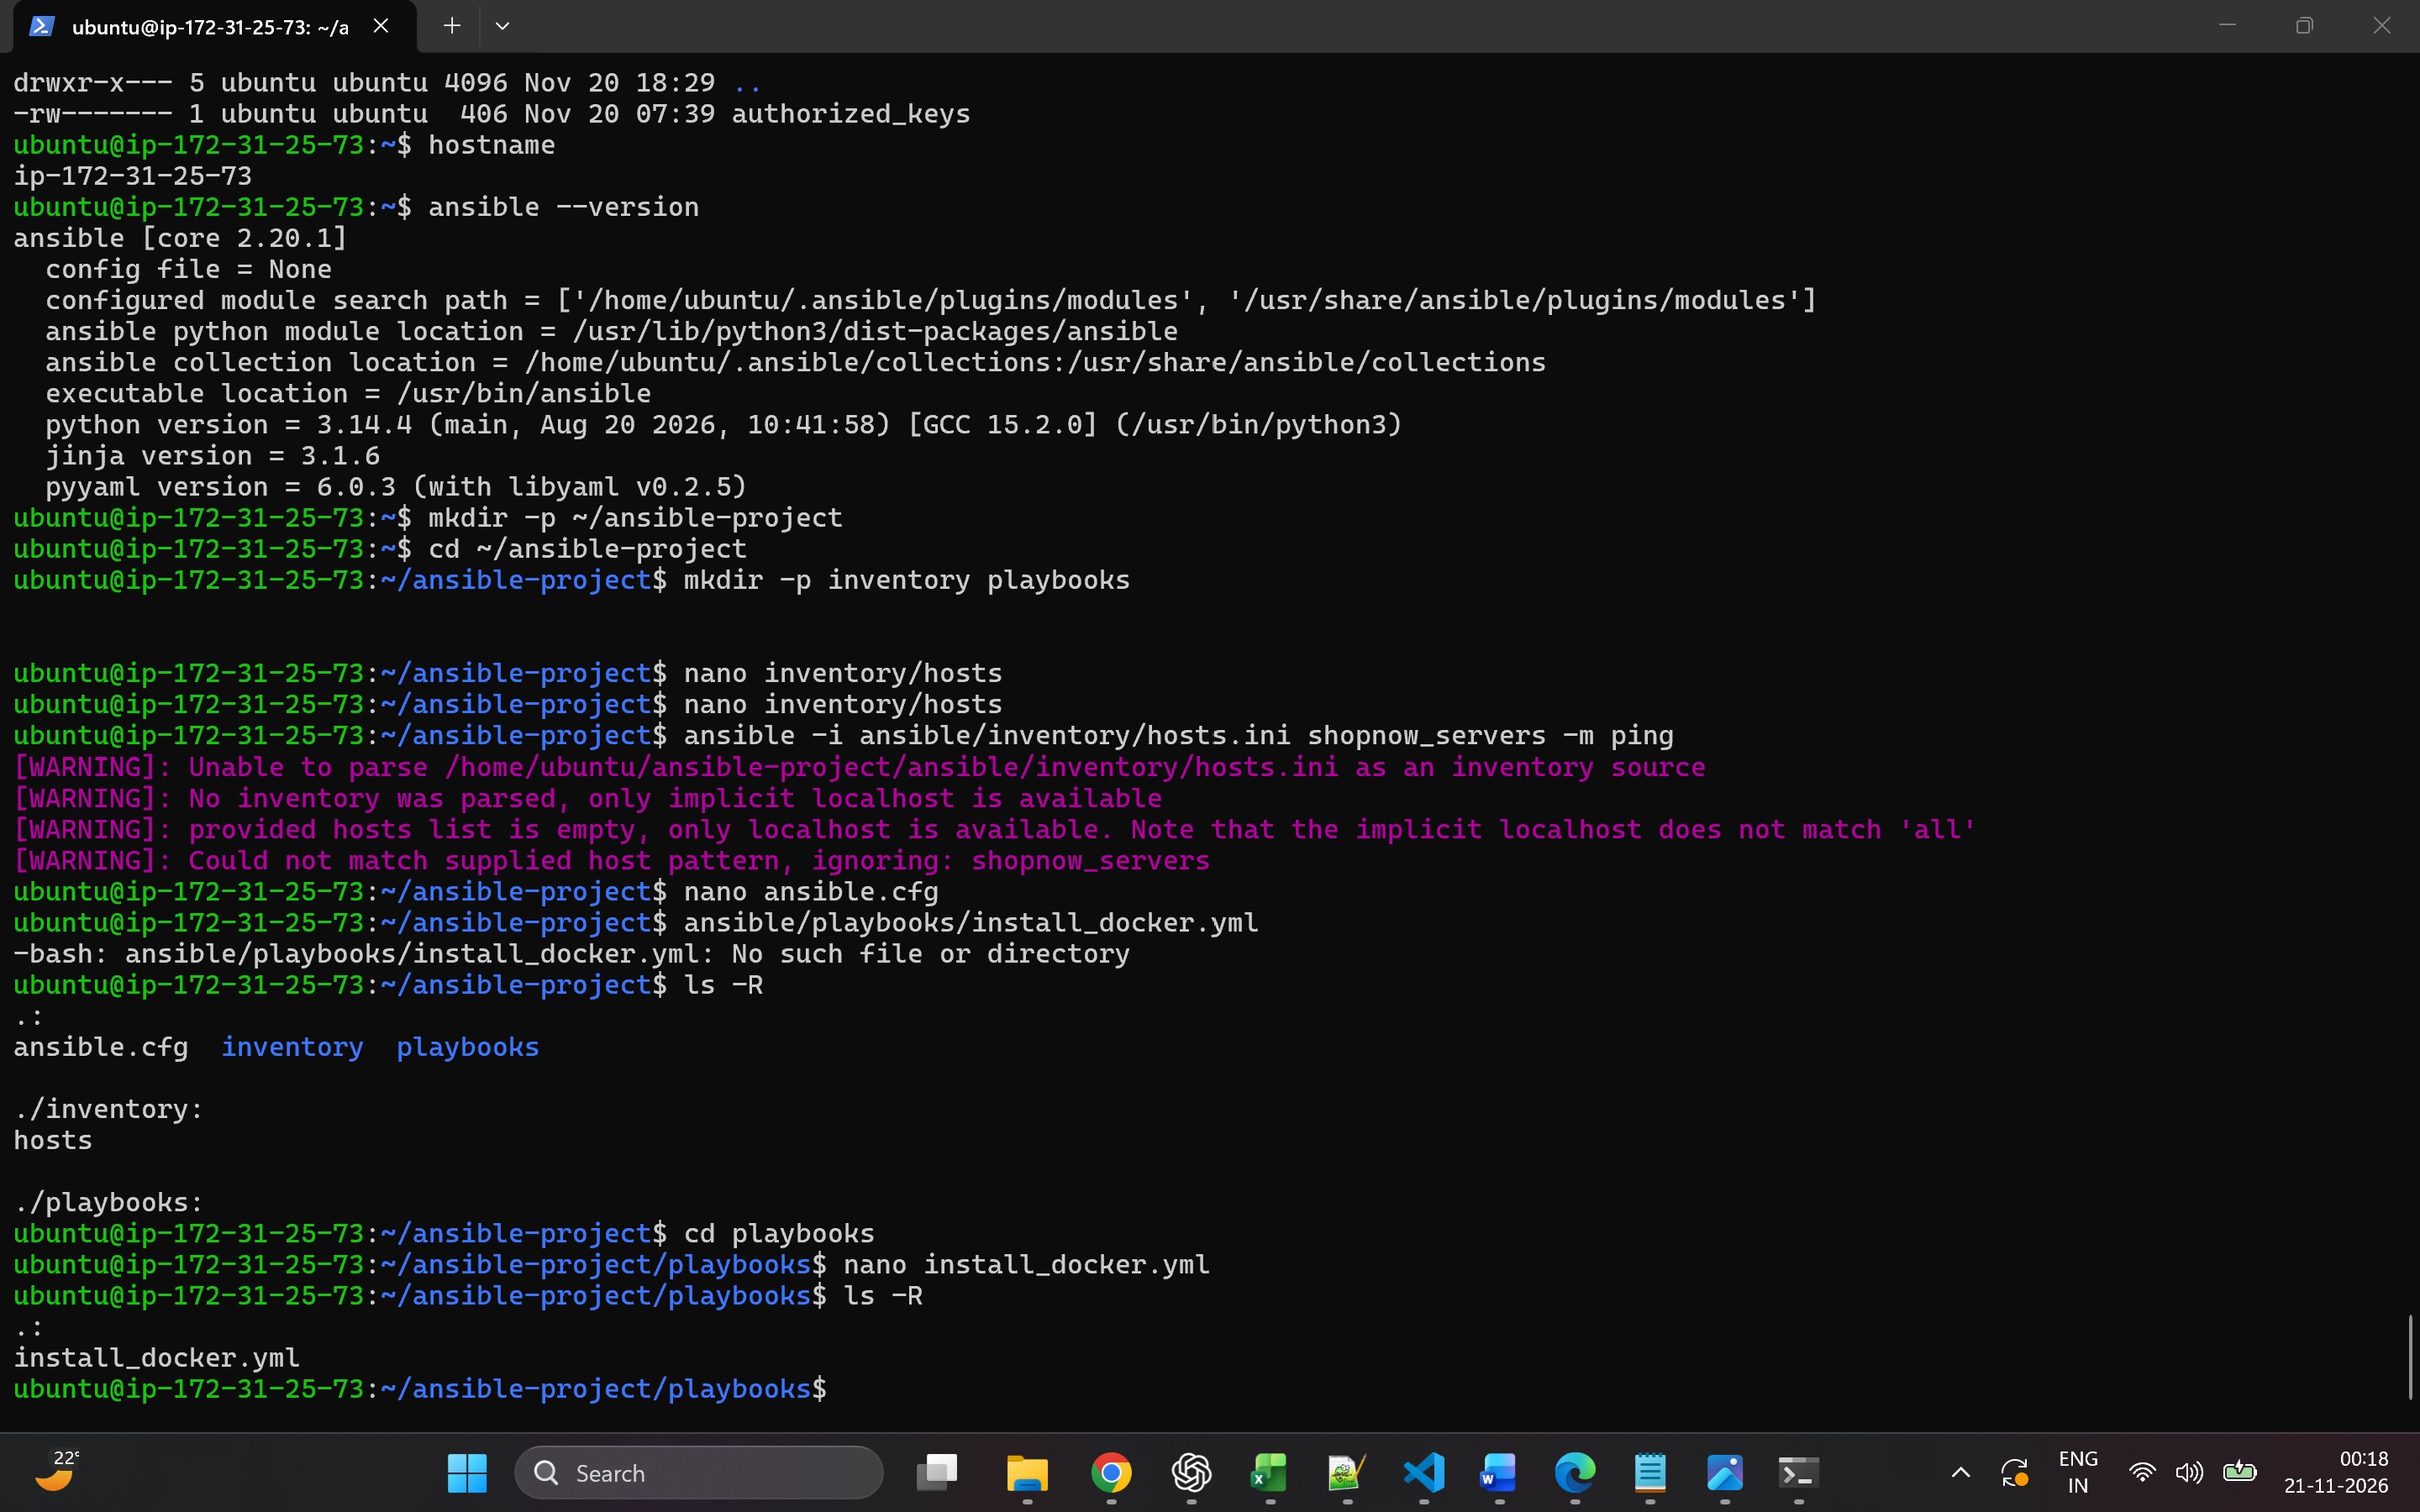 ubuntu@ip-172-31-25-73: ~/a
drwxr-x--- 5 ubuntu ubuntu 4096 Nov 20 18:29 ..
-rw------- 1 ubuntu ubuntu  406 Nov 20 07:39 authorized_keys
ubuntu@ip-172-31-25-73:~$ hostname
ip-172-31-25-73
ubuntu@ip-172-31-25-73:~$ ansible --version
ansible [core 2.20.1]
  config file = None
  configured module search path = ['/home/ubuntu/.ansible/plugins/modules', '/usr/share/ansible/plugins/modules']
  ansible python module location = /usr/lib/python3/dist-packages/ansible
  ansible collection location = /home/ubuntu/.ansible/collections:/usr/share/ansible/collections
  executable location = /usr/bin/ansible
  python version = 3.14.4 (main, Aug 20 2026, 10:41:58) [GCC 15.2.0] (/usr/bin/python3)
  jinja version = 3.1.6
  pyyaml version = 6.0.3 (with libyaml v0.2.5)
ubuntu@ip-172-31-25-73:~$ mkdir -p ~/ansible-project
ubuntu@ip-172-31-25-73:~$ cd ~/ansible-project
ubuntu@ip-172-31-25-73:~/ansible-project$ mkdir -p inventory playbooks
ubuntu@ip-172-31-25-73:~/ansible-project$ nano inventory/hosts
ubuntu@ip-172-31-25-73:~/ansible-project$ nano inventory/hosts
ubuntu@ip-172-31-25-73:~/ansible-project$ ansible -i ansible/inventory/hosts.ini shopnow_servers -m ping
[WARNING]: Unable to parse /home/ubuntu/ansible-project/ansible/inventory/hosts.ini as an inventory source
[WARNING]: No inventory was parsed, only implicit localhost is available
[WARNING]: provided hosts list is empty, only localhost is available. Note that the implicit localhost does not match 'all'
[WARNING]: Could not match supplied host pattern, ignoring: shopnow_servers
ubuntu@ip-172-31-25-73:~/ansible-project$ nano ansible.cfg
ubuntu@ip-172-31-25-73:~/ansible-project$ ansible/playbooks/install_docker.yml
-bash: ansible/playbooks/install_docker.yml: No such file or directory
ubuntu@ip-172-31-25-73:~/ansible-project$ ls -R
.:
ansible.cfg  inventory  playbooks
./inventory:
hosts
./playbooks:
ubuntu@ip-172-31-25-73:~/ansible-project$ cd playbooks
ubuntu@ip-172-31-25-73:~/ansible-project/playbooks$ nano install_docker.yml
ubuntu@ip-172-31-25-73:~/ansible-project/playbooks$ ls -R
.:
install_docker.yml
ubuntu@ip-172-31-25-73:~/ansible-project/playbooks$
22°
Search
ENG
IN
00:18
21-11-2026